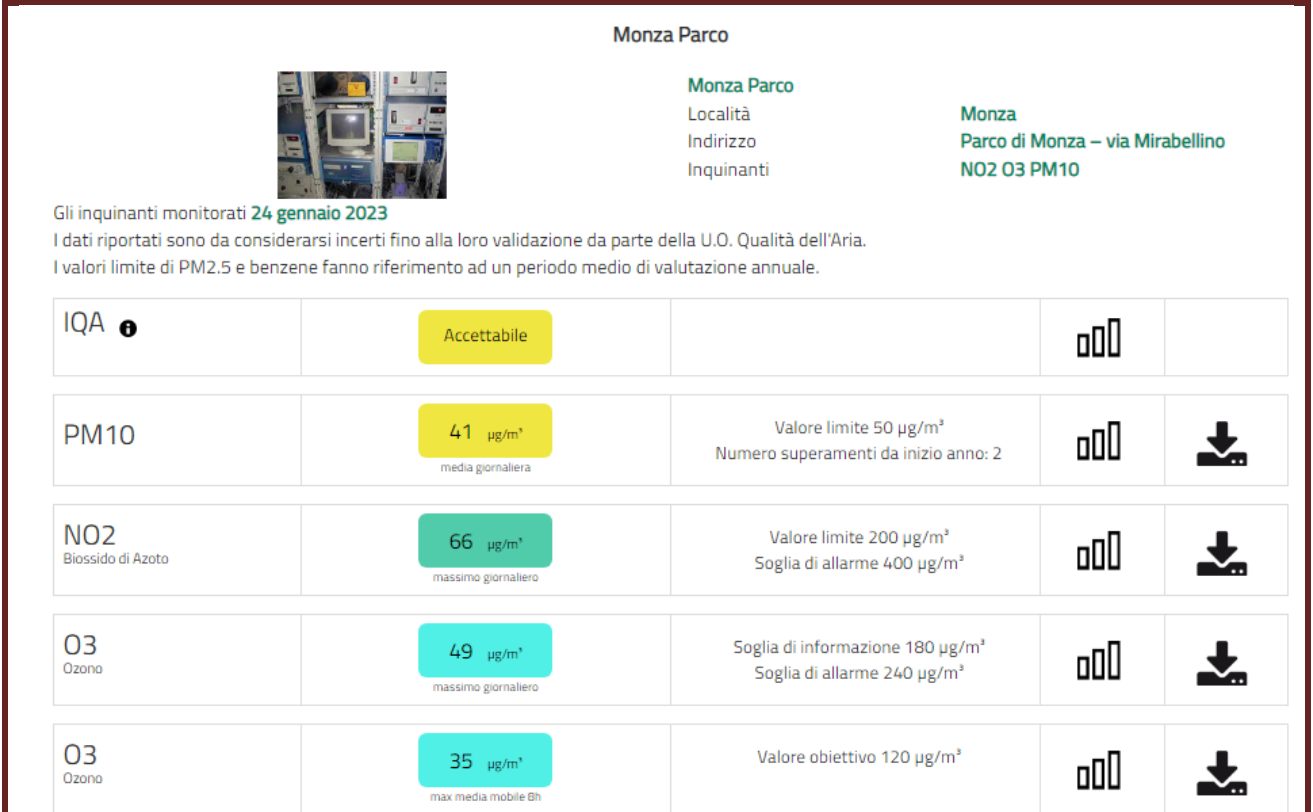 Monza Parco
Monza Parco
Località Monza
Indirizzo Parco di Monza – via Mirabellino
Inquinanti NO2 O3 PM10
Gli inquinanti monitorati 24 gennaio 2023
I dati riportati sono da considerarsi incerti fino alla loro validazione da parte della U.O. Qualità dell'Aria.
I valori limite di PM2.5 e benzene fanno riferimento ad un periodo medio di valutazione annuale.
IQA
Accettabile
PM10
41 µg/m³
media giornaliera
Valore limite 50 µg/m³
Numero superamenti da inizio anno: 2
NO2
Biossido di Azoto
66 µg/m³
massimo giornaliero
Valore limite 200 µg/m³
Soglia di allarme 400 µg/m³
O3
Ozono
49 µg/m³
massimo giornaliero
Soglia di informazione 180 µg/m³
Soglia di allarme 240 µg/m³
O3
Ozono
35 µg/m³
max media mobile 8h
Valore obiettivo 120 µg/m³